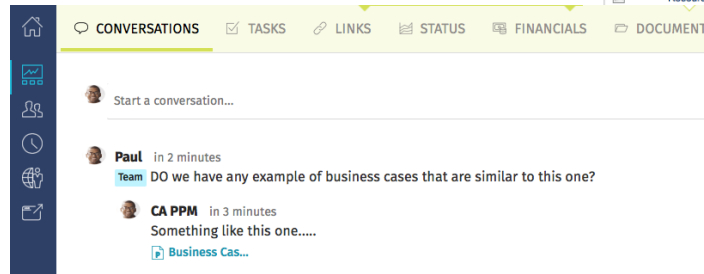 CONVERSATIONS TASKS LINKS STATUS FINANCIALS DOCUMENT
Start a conversation...
Paul in 2 minutes
Team DO we have any example of business cases that are similar to this one?
CA PPM in 3 minutes
Something like this one.....
Business Cas...